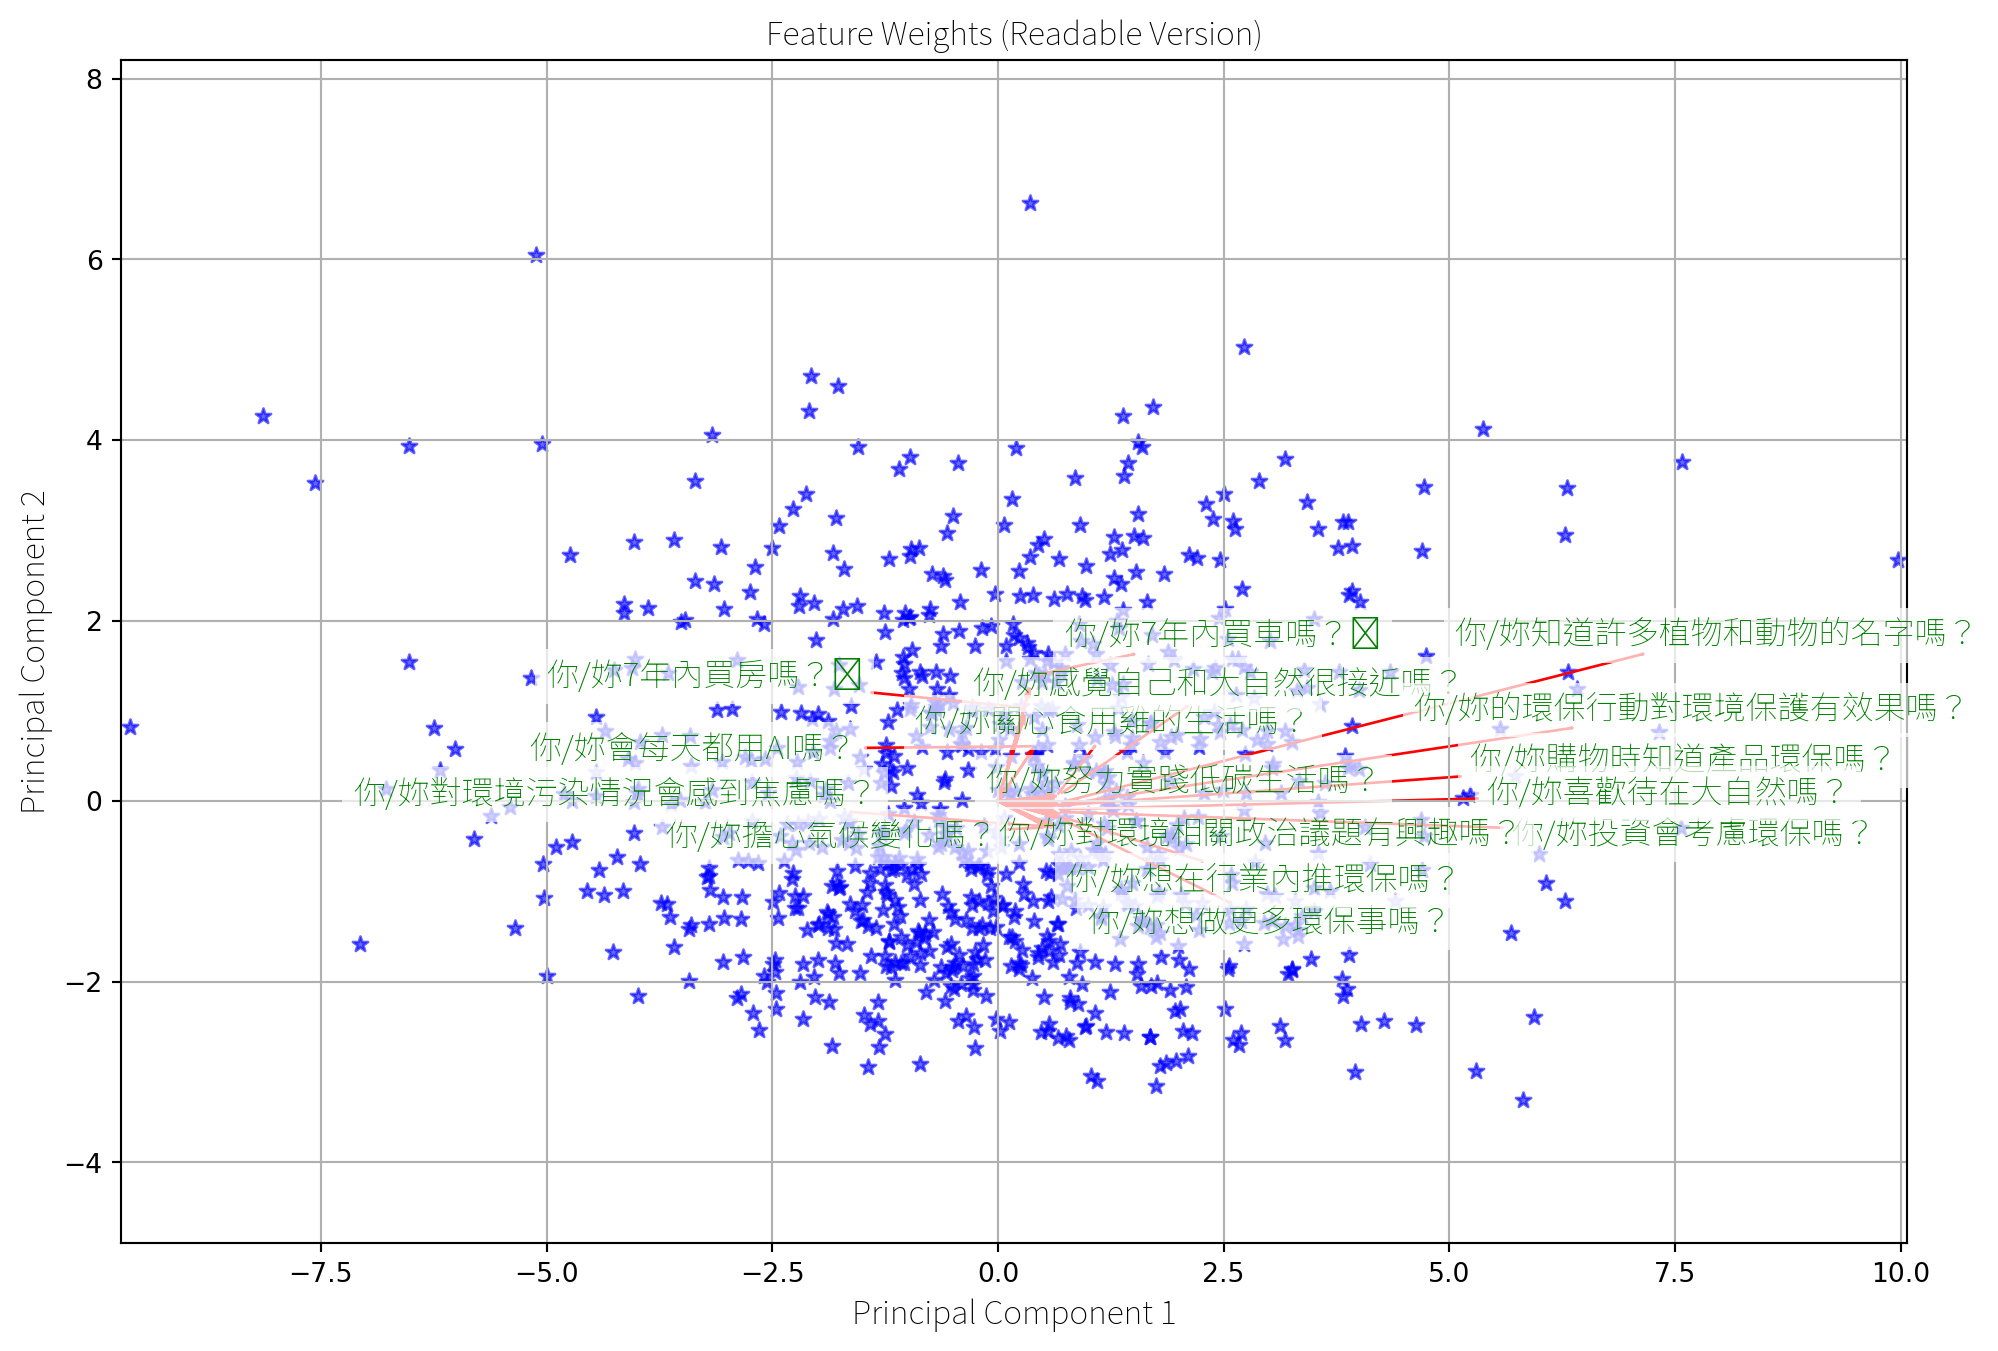 Feature Weights (Readable Version)
8
6
4
2
0
−2
−4
Principal Component 2
你/妳7年內買車嗎？
你/妳知道許多植物和動物的名字嗎？
你/妳7年內買房嗎？
你/妳感覺自己和大自然很接近嗎？
你/妳的環保行動對環境保護有效果嗎？
你/妳關心食用雞的生活嗎？
你/妳會每天都用AI嗎？
你/妳購物時知道產品環保嗎？
你/妳努力實踐低碳生活嗎？
你/妳對環境污染情況會感到焦慮嗎？
你/妳喜歡待在大自然嗎？
你/妳擔心氣候變化嗎？
你/妳對環境相關政治議題有興趣嗎？
你/妳投資會考慮環保嗎？
你/妳想在行業內推環保嗎？
你/妳想做更多環保事嗎？
−7.5
−5.0
−2.5
0.0
2.5
5.0
7.5
10.0
Principal Component 1